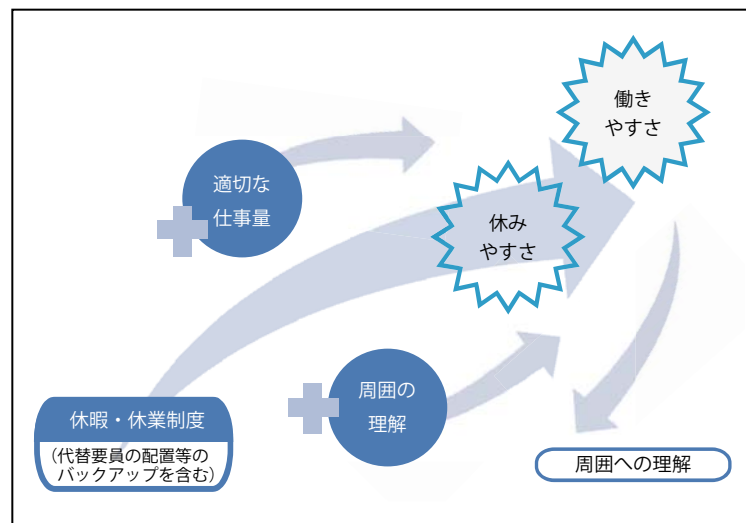 働き
やすさ
適切な
仕事量
休み
やすさ
周囲の
理解
休暇・休業制度
(代替要員の配置等の
バックアップを含む)
周囲への理解